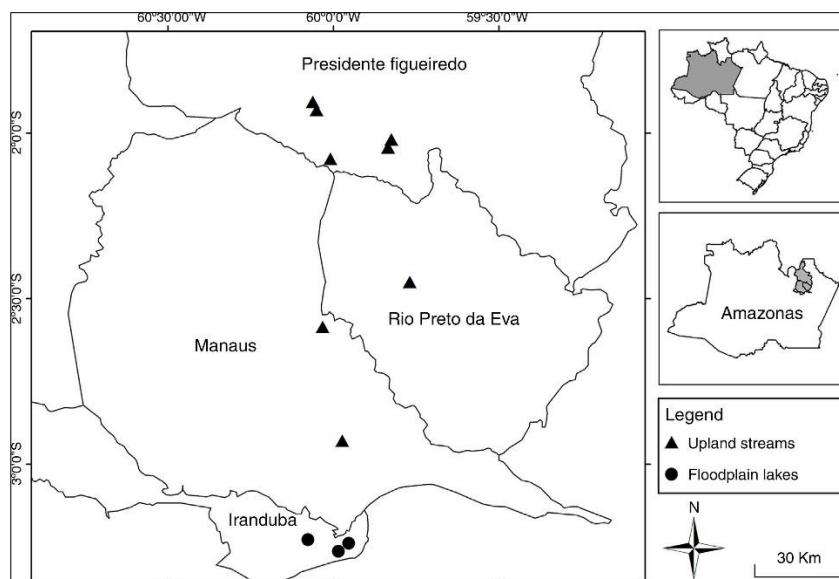 60°30'0"W 60°0'0"W 59°30'0"W
Presidente figueiredo
2°0'0"S
2°30'0"S
Rio Preto da Eva
Manaus
3°0'0"S
Iranduba
Amazonas
Legend
Upland streams
Floodplain lakes
N
30 Km